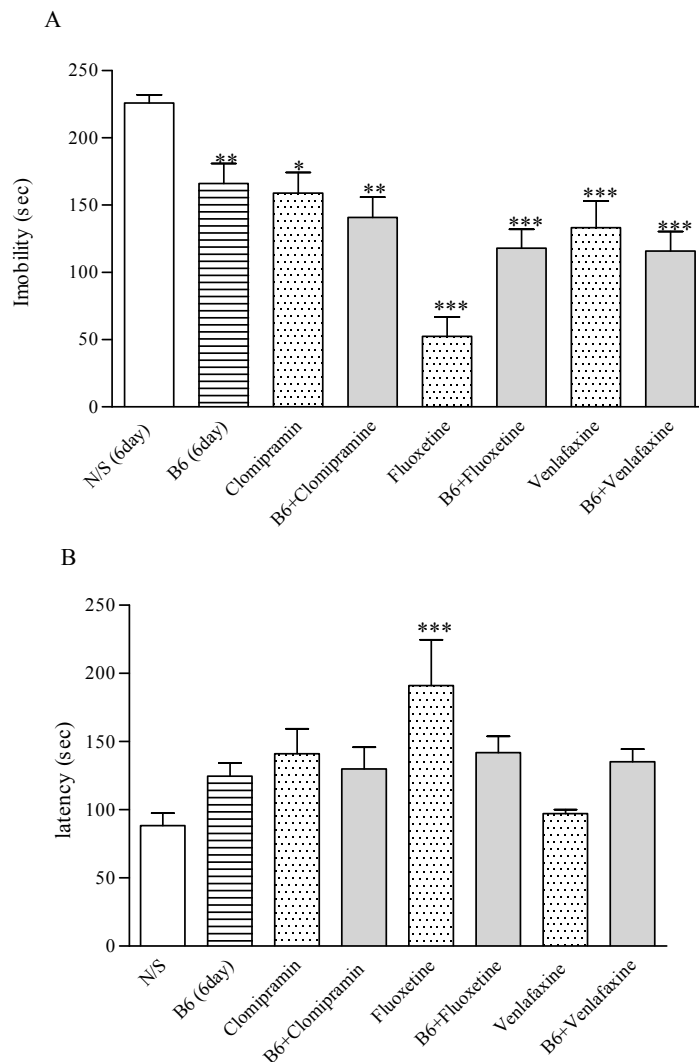 A
Imobility (sec)
250
200
150
100
50
0
**
*
**
***
***
***
***
N/S (6day)
B6 (6day)
Clomipramin
B6+Clomipramine
Fluoxetine
B6+Fluoxetine
Venlafaxine
B6+Venlafaxine
B
latency (sec)
250
200
150
100
50
0
***
N/S
B6 (6day)
Clomipramin
B6+Clomipramin
Fluoxetine
B6+Fluoxetine
Venlafaxine
B6+Venlafaxine